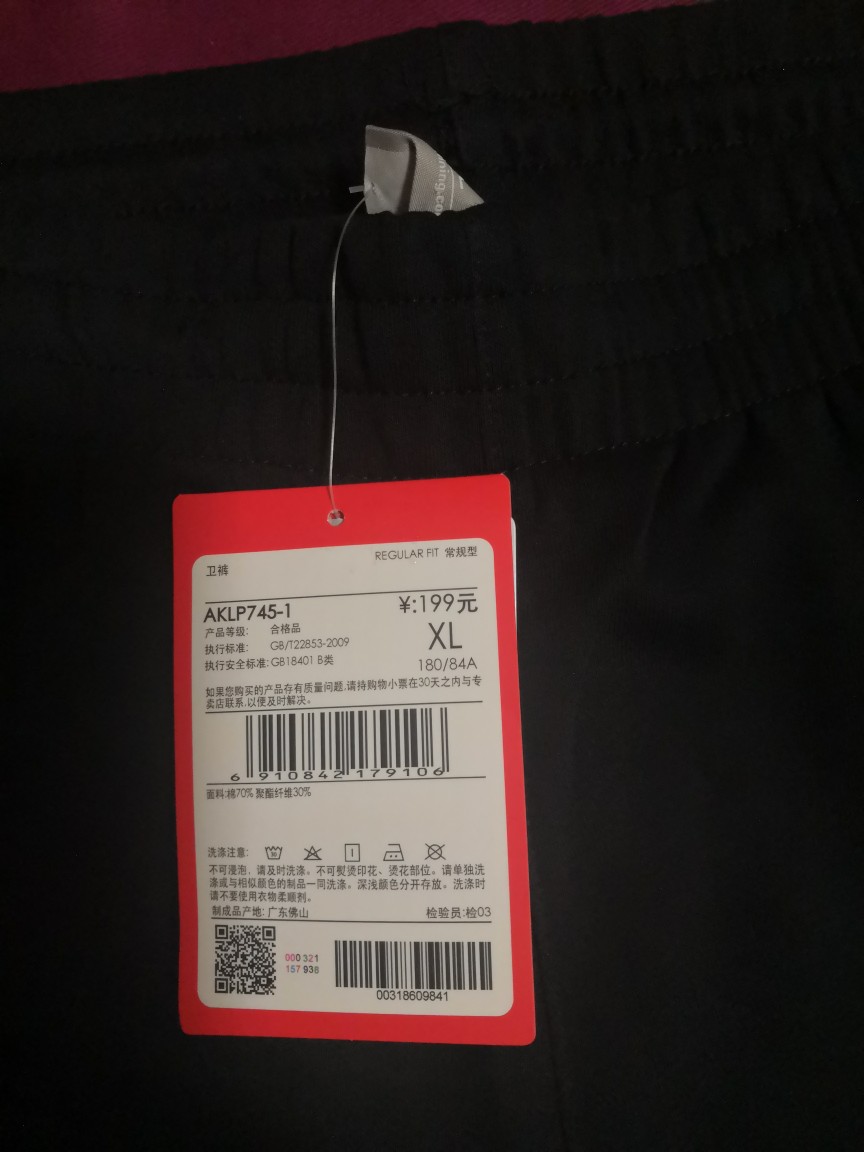 ning.co
卫裤
REGULAR FIT 常规型
AKLP745-1
¥:199元
产品等级: 合格品
XL
执行标准: GB/T22853-2009
执行安全标准:GB18401 B类
180/84A
如果您购买的产品存有质量问题,请持购物小票在30天之内与专
卖店联系,以便及时解决。
6 910842 179106
面料:棉70% 聚酯纤维30%
洗涤注意: 30
不可浸泡，请及时洗涤。不可熨烫印花、烫花部位。请单独洗
涤或与相似颜色的制品一同洗涤。深浅颜色分开存放。洗涤时
请不要使用衣物柔顺剂。
制成品产地: 广东佛山
检验员:检03
000 321
157 938
00318609841